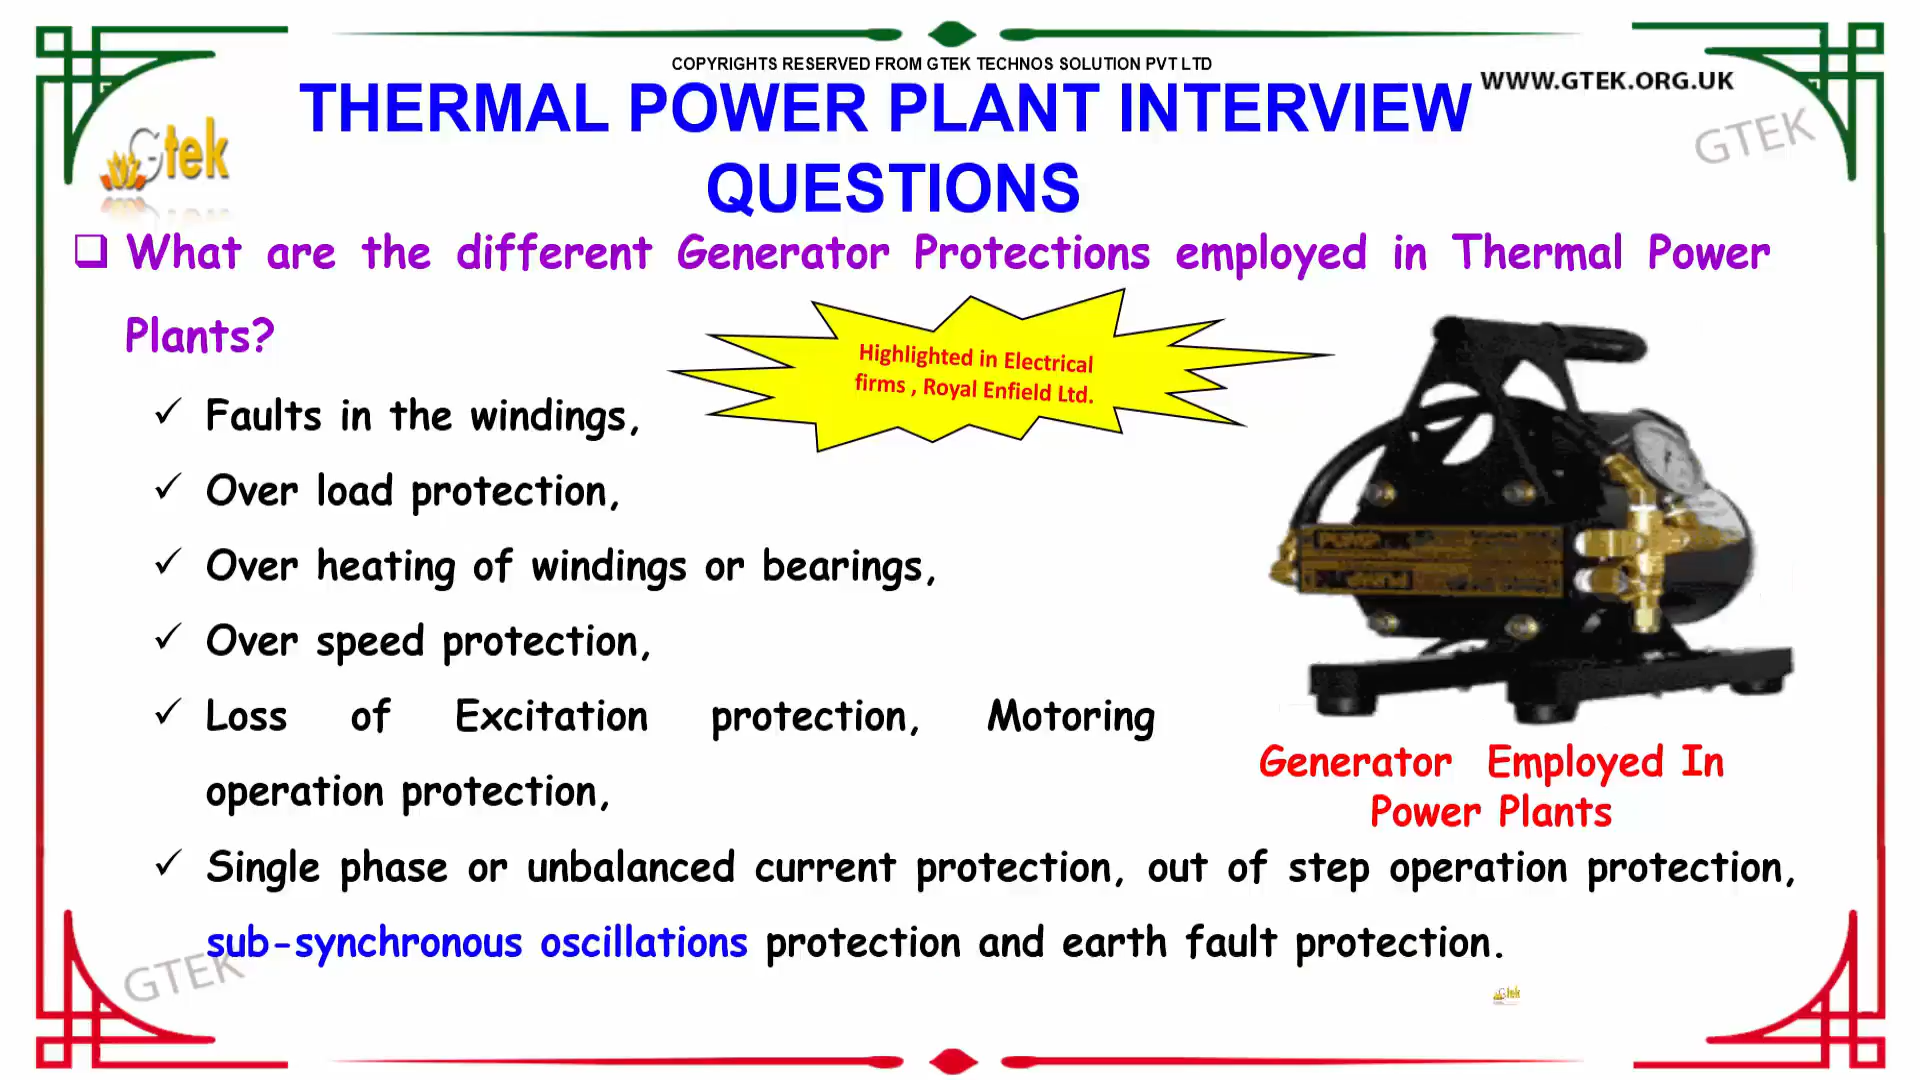 COPYRIGHTS RESERVED FROM GTEK TECHNOS SOLUTION PVT LTD
WWW.GTEK.ORG.UK
THERMAL POWER PLANT INTERVIEW
QUESTIONS
Gtek
GTEK
What are the different Generator Protections employed in Thermal Power
Plants?
Highlighted in Electrical
firms , Royal Enfield Ltd.
✓ Faults in the windings,
✓ Over load protection,
✓ Over heating of windings or bearings,
✓ Over speed protection,
✓ Loss of Excitation protection, Motoring
operation protection,
Generator Employed In
Power Plants
✓ Single phase or unbalanced current protection, out of step operation protection,
sub-synchronous oscillations protection and earth fault protection.
GTEK
Gtek